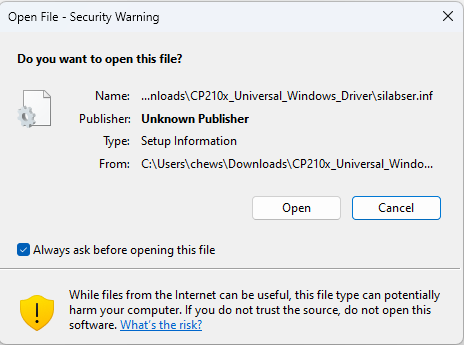 Open File - Security Warning
Do you want to open this file?
Name: ...nloads\CP210x_Universal_Windows_Driver\silabser.inf
Publisher: Unknown Publisher
Type: Setup Information
From: C:\Users\chews\Downloads\CP210x_Universal_Windo...
Open Cancel
Always ask before opening this file
While files from the Internet can be useful, this file type can potentially
harm your computer. If you do not trust the source, do not open this
software. What's the risk?